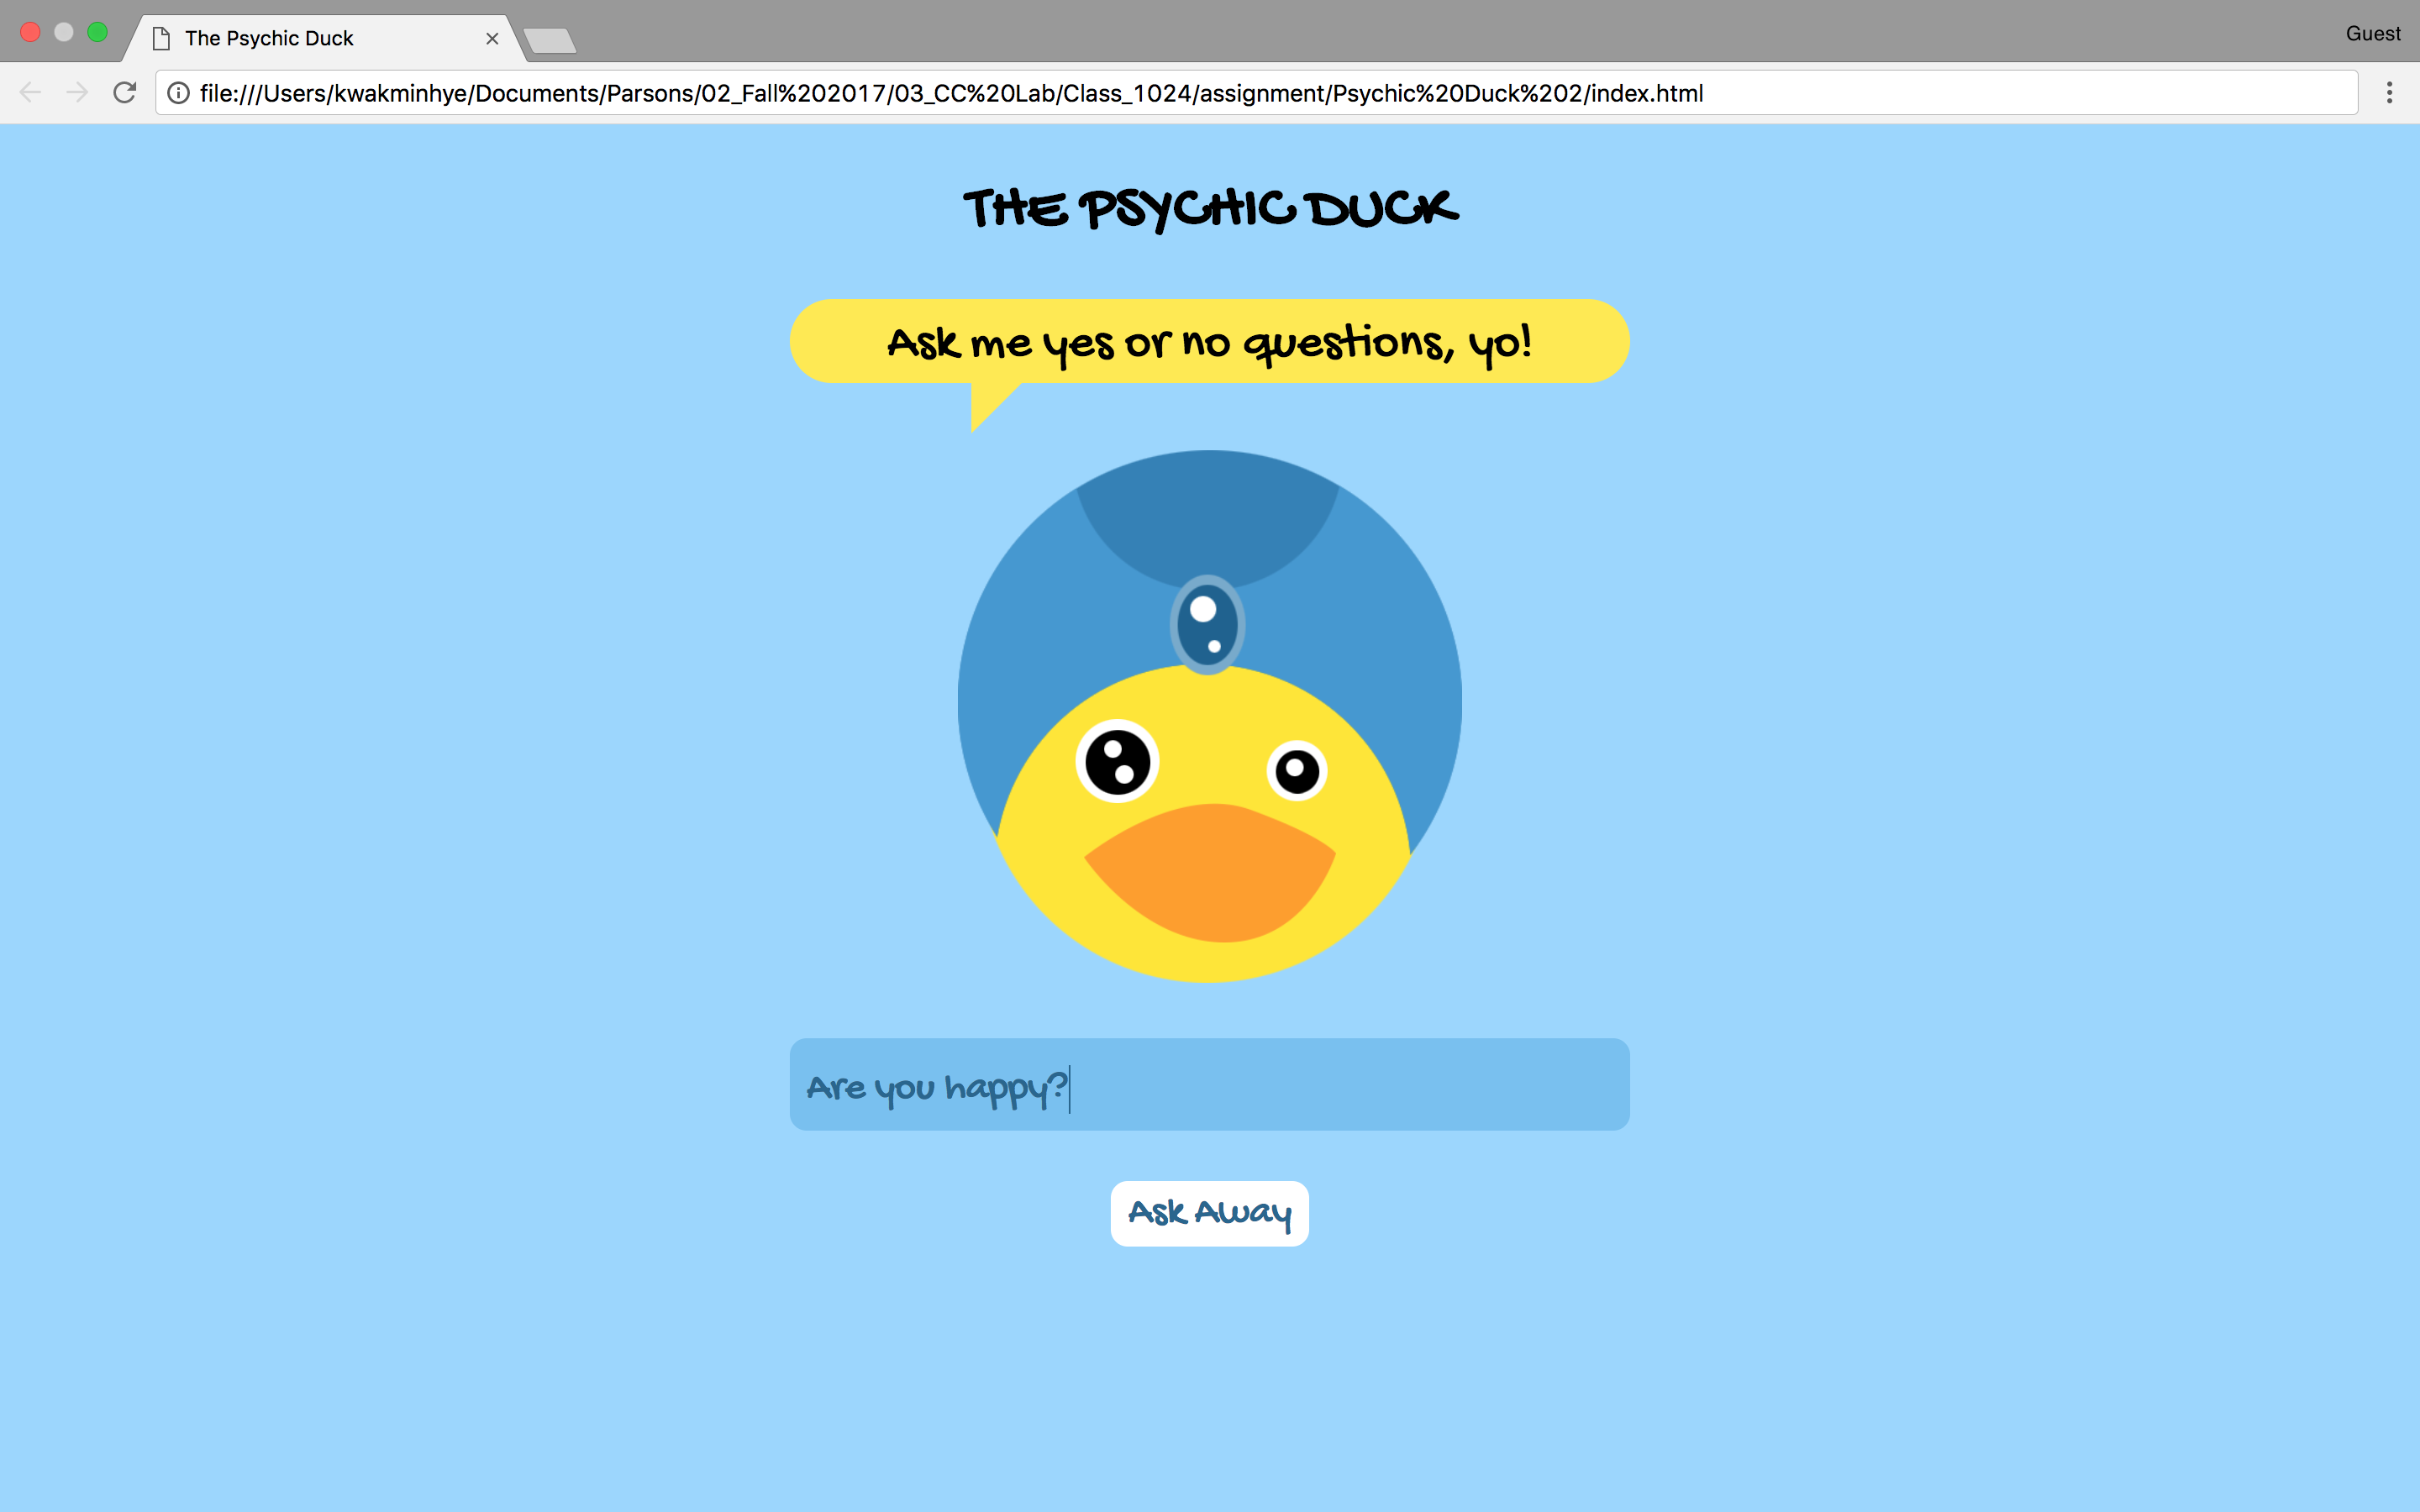 The Psychic Duck
Guest
file:///Users/kwakminhye/Documents/Parsons/02_Fall%202017/03_CC%20Lab/Class_1024/assignment/Psychic%20Duck%202/index.html
THE PSYCHIC DUCK
Ask me yes or no questions, yo!
Are you happy?
Ask Away